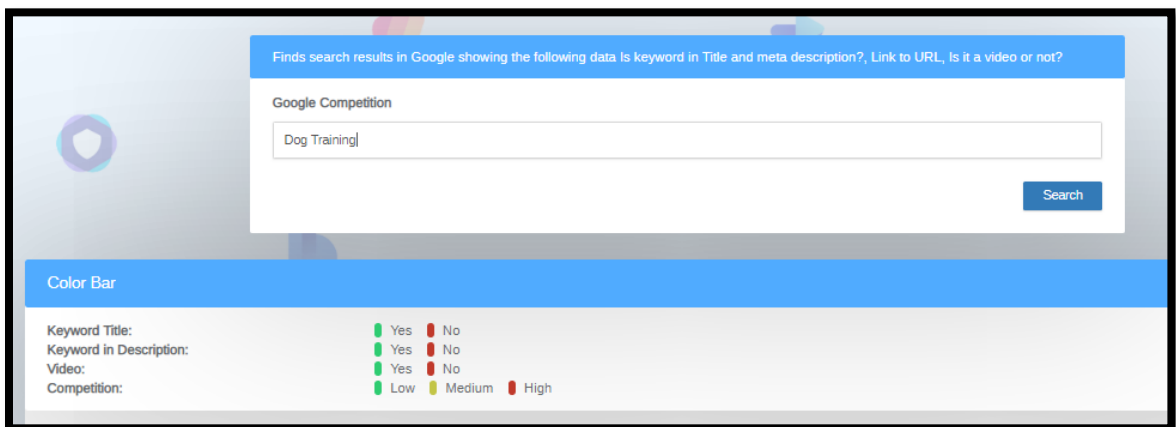 Finds search results in Google showing the following data Is keyword in Title and meta description?, Link to URL, Is it a video or not?
Google Competition
Dog Training
Search
Color Bar
Keyword Title: Yes No
Keyword in Description: Yes No
Video: Yes No
Competition: Low Medium High